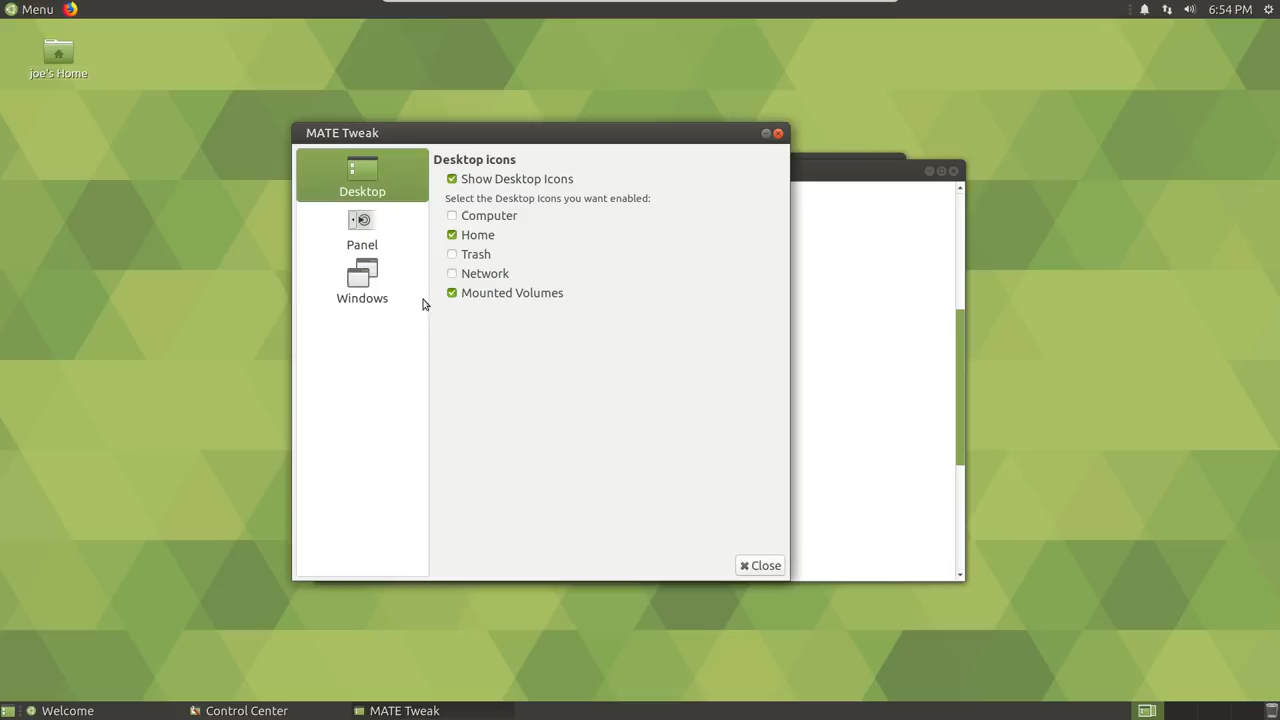 Menu
6:54 PM
joe's Home
MATE Tweak
Desktop
Panel
Windows
Desktop icons
Show Desktop Icons
Select the Desktop Icons you want enabled:
Computer
Home
Trash
Network
Mounted Volumes
Close
Welcome
Control Center
MATE Tweak